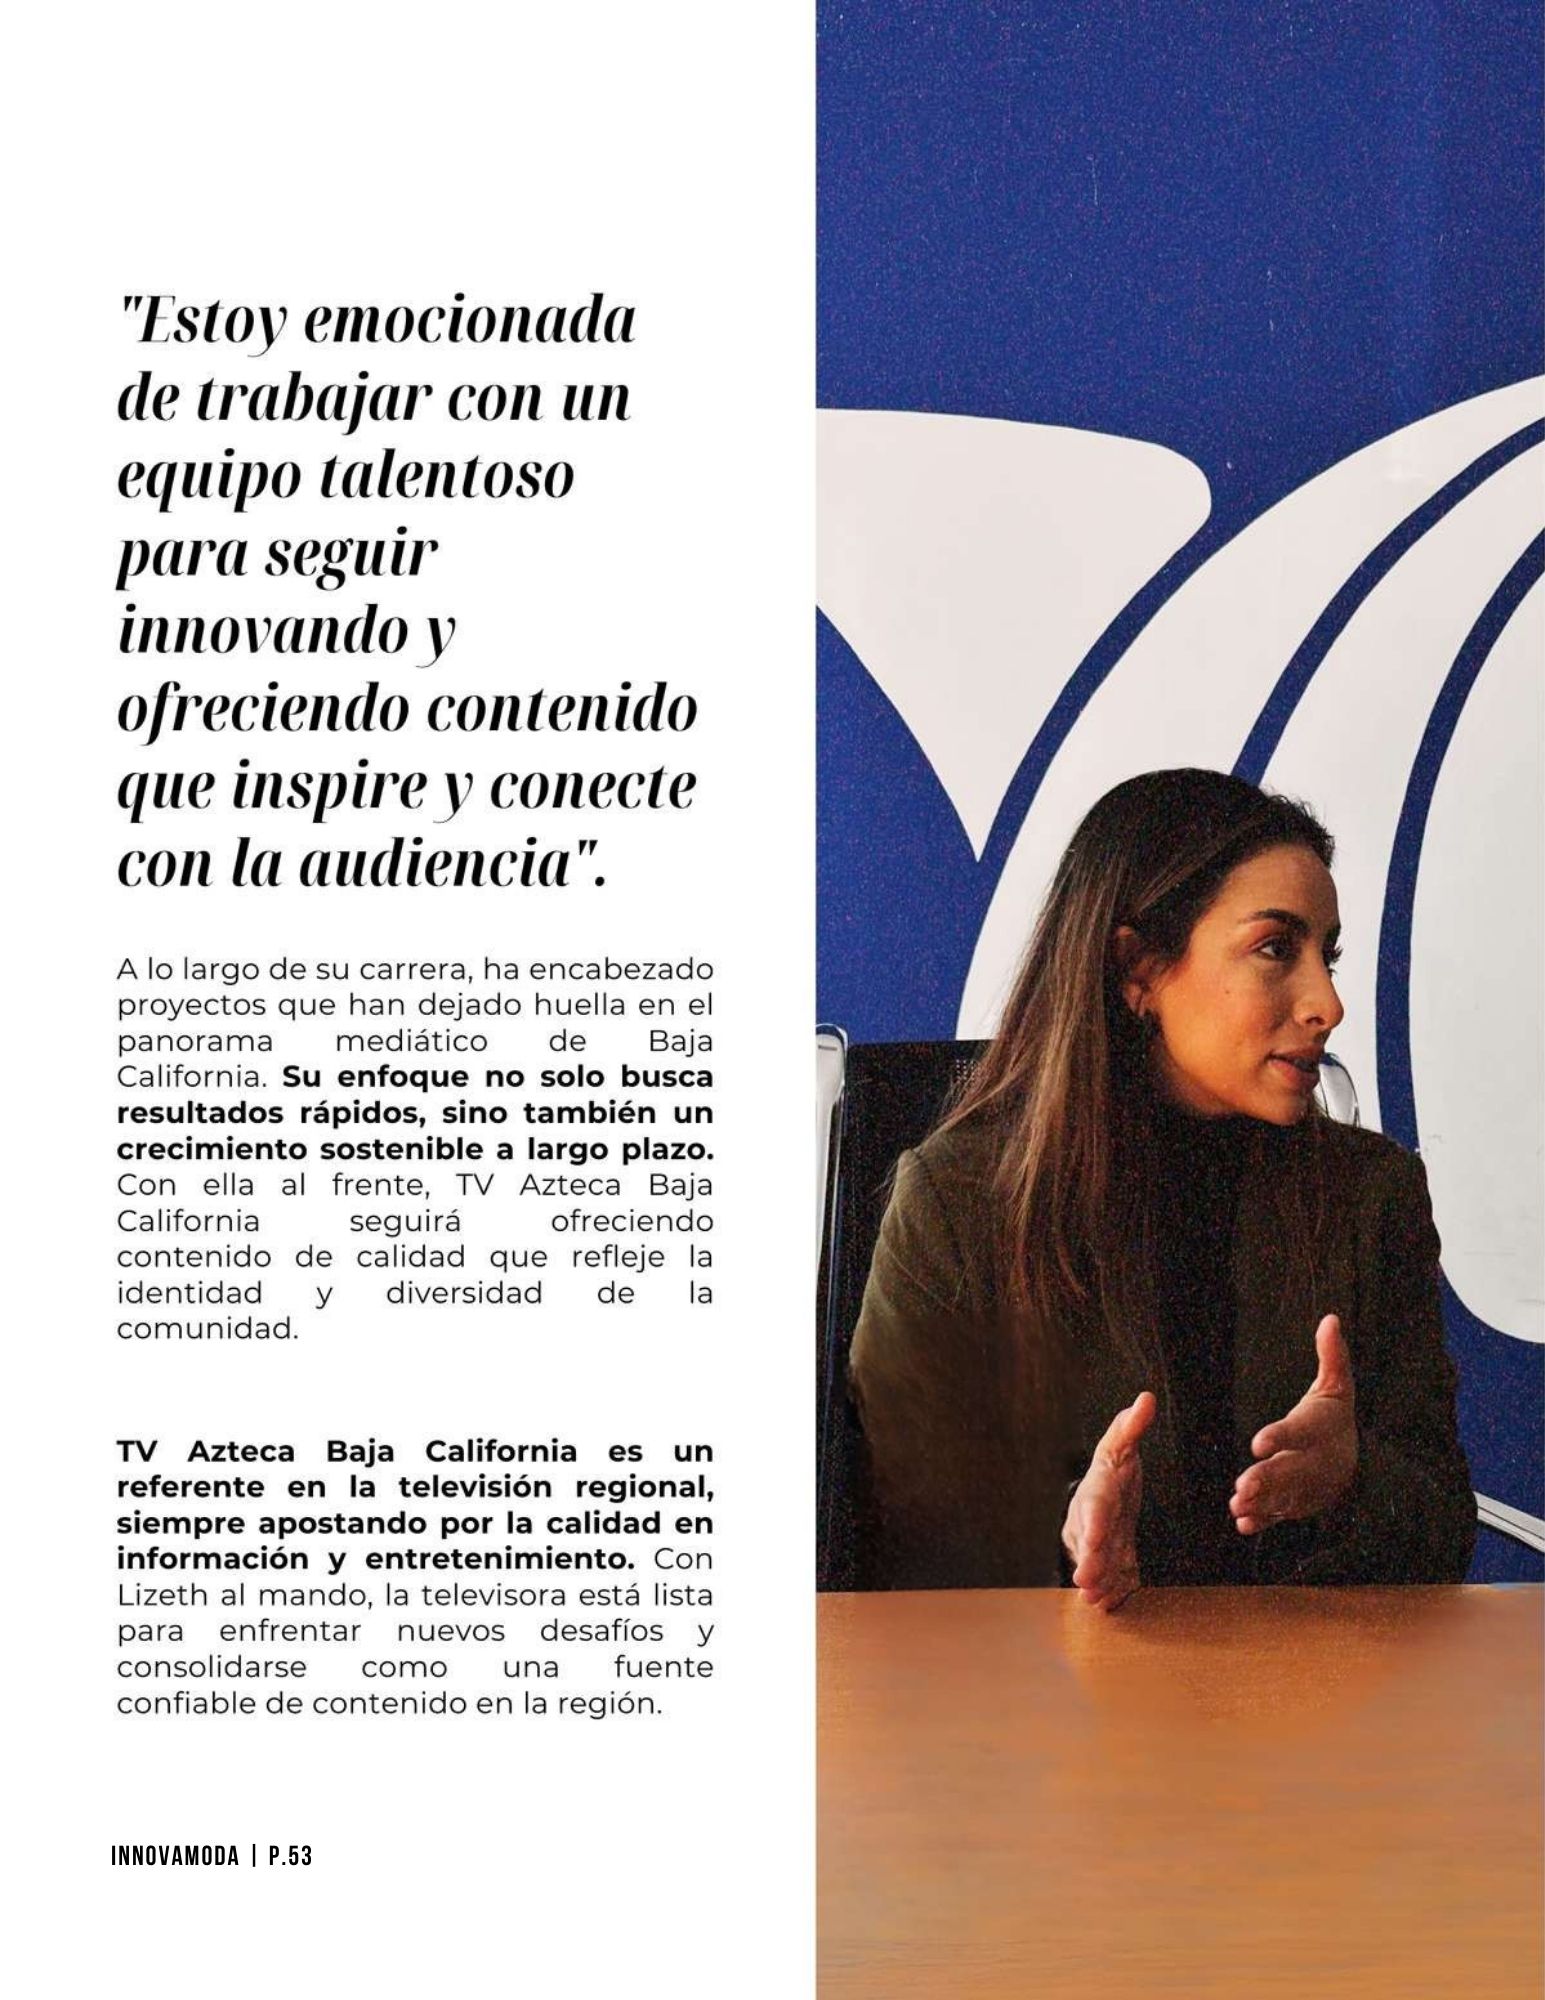 "Estoy emocionada
de trabajar con un
equipo talentoso
para seguir
innovando y
ofreciendo contenido
que inspire y conecte
con la audiencia".
A lo largo de su carrera, ha encabezado
proyectos que han dejado huella en el
panorama mediático de Baja
California. Su enfoque no solo busca
resultados rápidos, sino también un
crecimiento sostenible a largo plazo.
Con ella al frente, TV Azteca Baja
California seguirá ofreciendo
contenido de calidad que refleje la
identidad y diversidad de la
comunidad.
TV Azteca Baja California es un
referente en la televisión regional,
siempre apostando por la calidad en
información y entretenimiento. Con
Lizeth al mando, la televisora está lista
para enfrentar nuevos desafíos y
consolidarse como una fuente
confiable de contenido en la región.
INNOVAMODA | P.53